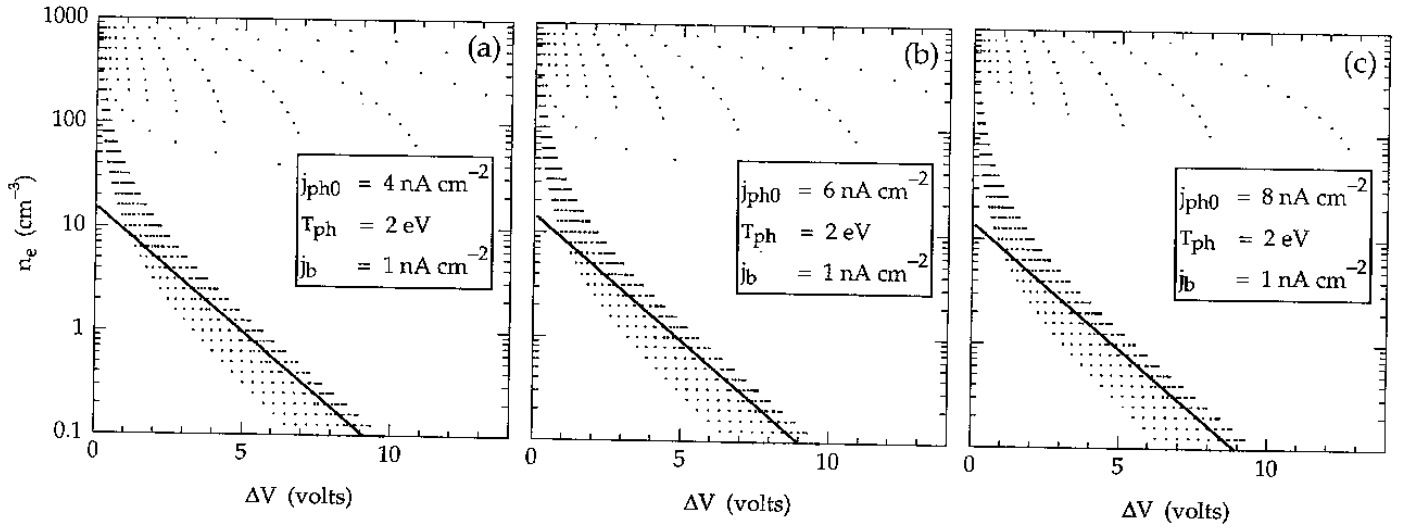 1000
100
10
1
0.1
nₑ (cm⁻³)
(a)
j_ph0 = 4 nA cm⁻²
T_ph = 2 eV
j_b = 1 nA cm⁻²
0 5 10
ΔV (volts)
(b)
j_ph0 = 6 nA cm⁻²
T_ph = 2 eV
j_b = 1 nA cm⁻²
0 5 10
ΔV (volts)
(c)
j_ph0 = 8 nA cm⁻²
T_ph = 2 eV
j_b = 1 nA cm⁻²
0 5 10
ΔV (volts)